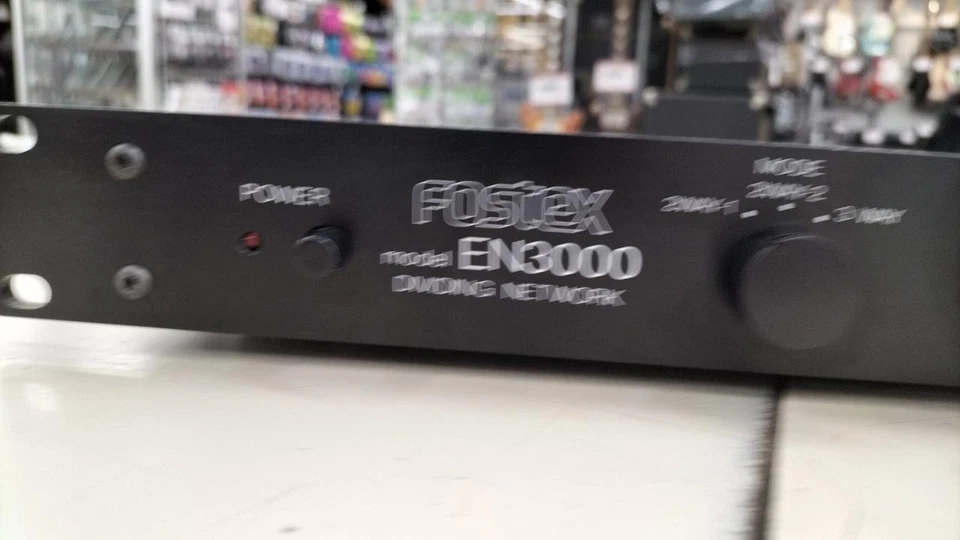 POWER
FOSTEX
model EN3000
DIVIDING NETWORK
MODE
2WAY-1
2WAY-2
3WAY